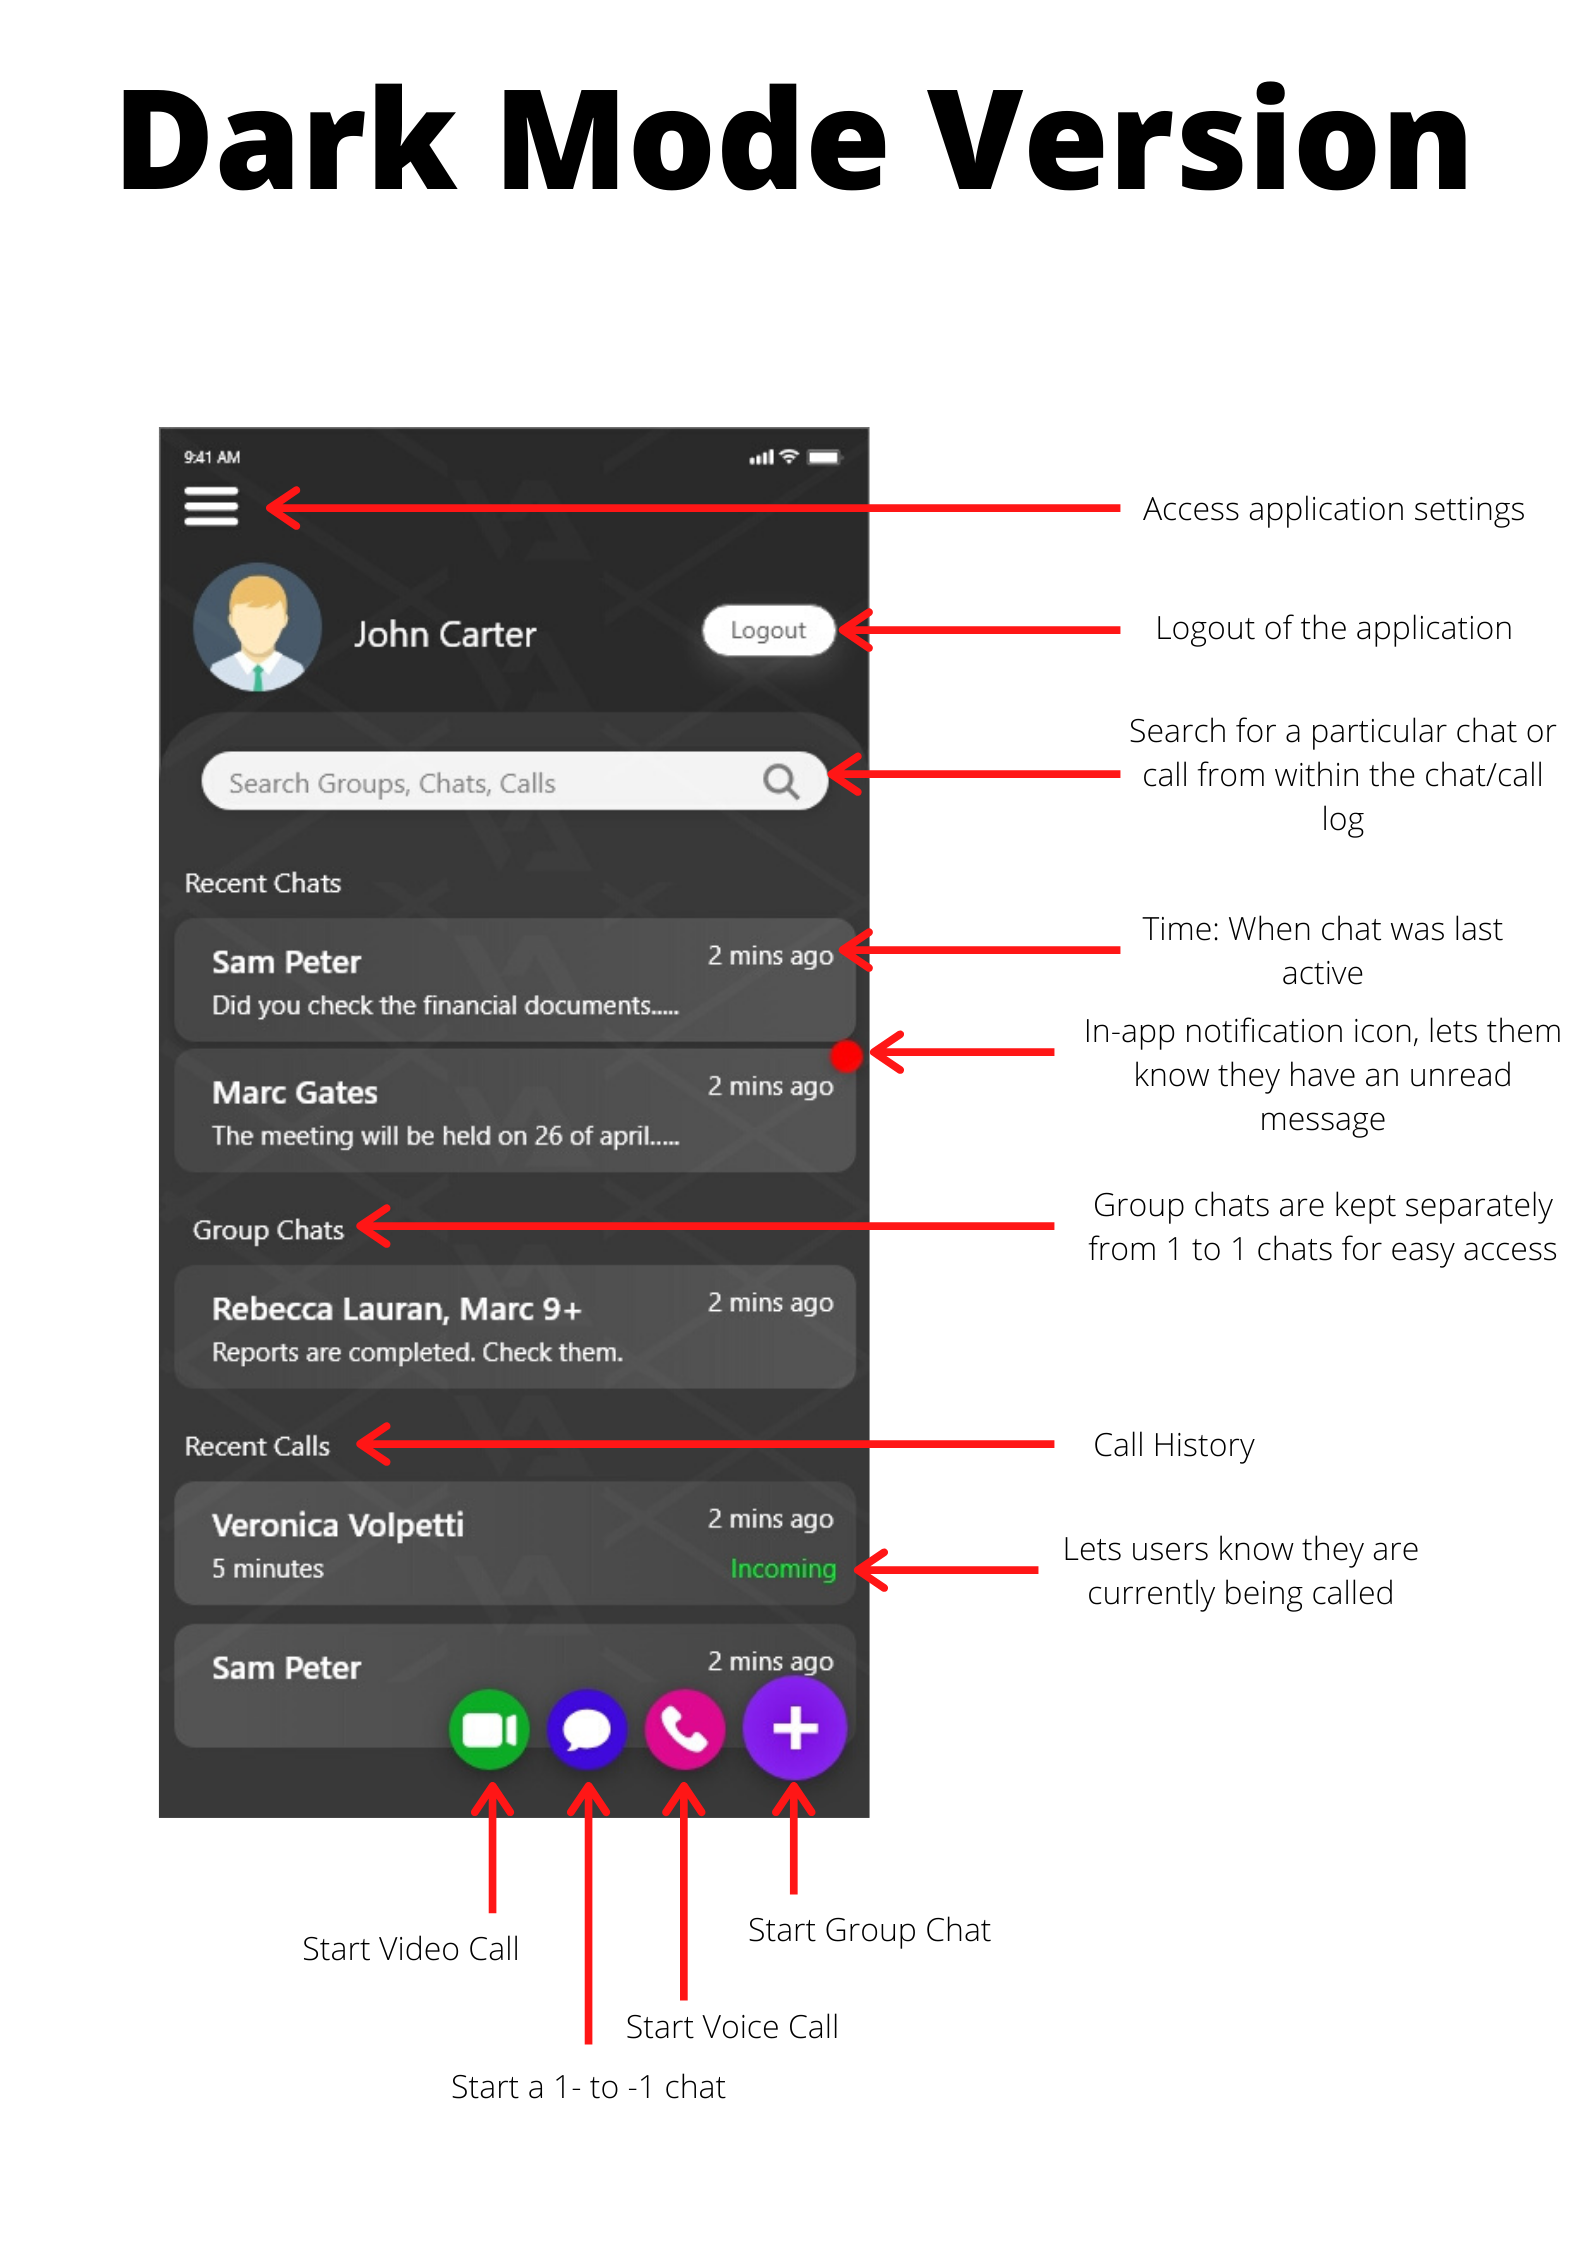 Dark Mode Version
9:41 AM
Access application settings
John Carter
Logout
Logout of the application
Search Groups, Chats, Calls
Search for a particular chat or
call from within the chat/call
log
Recent Chats
Sam Peter
2 mins ago
Did you check the financial documents.....
Time: When chat was last
active
In-app notification icon, lets them
know they have an unread
message
Marc Gates
2 mins ago
The meeting will be held on 26 of april.....
Group Chats
Group chats are kept separately
from 1 to 1 chats for easy access
Rebecca Lauran, Marc 9+
2 mins ago
Reports are completed. Check them.
Recent Calls
Call History
Veronica Volpetti
2 mins ago
5 minutes
Incoming
Lets users know they are
currently being called
Sam Peter
2 mins ago
Start Video Call
Start Group Chat
Start Voice Call
Start a 1- to -1 chat